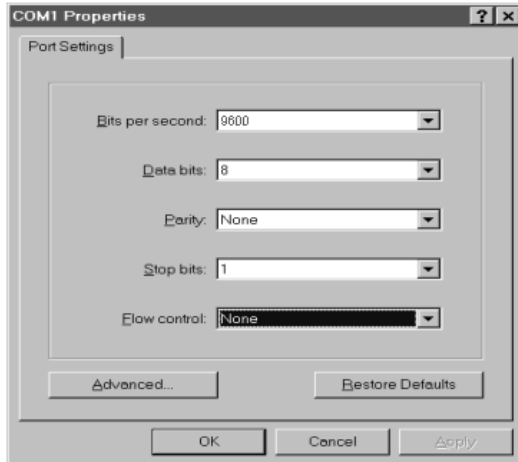 COM1 Properties
Port Settings
Bits per second: 9600
Data bits: 8
Parity: None
Stop bits: 1
Flow control: None
Advanced... Restore Defaults
OK Cancel Apply